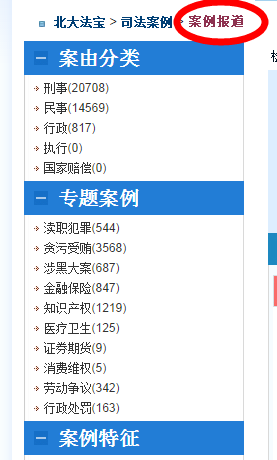 北大法宝 > 司法案例 > 案例报道
案由分类
刑事(20708)
民事(14569)
行政(817)
执行(0)
国家赔偿(0)
专题案例
渎职犯罪(544)
贪污受贿(3568)
涉黑大案(687)
金融保险(847)
知识产权(1219)
医疗卫生(125)
证券期货(9)
消费维权(5)
劳动争议(342)
行政处罚(163)
案例特征